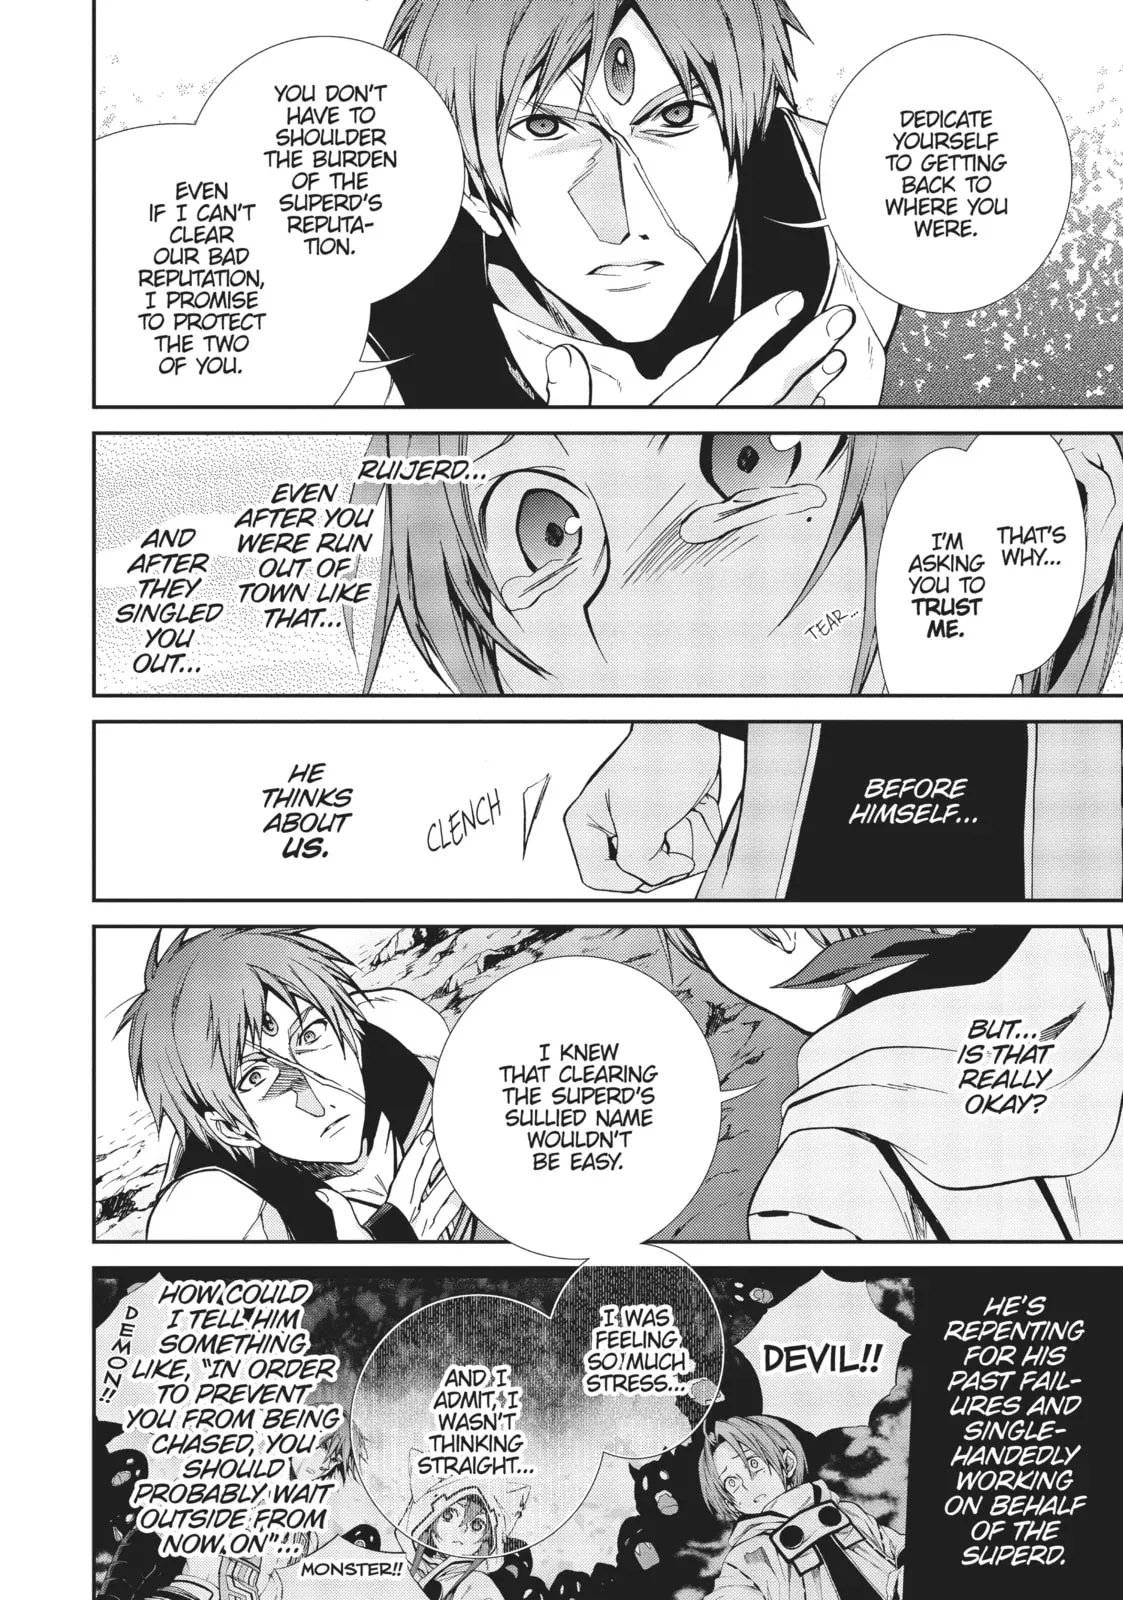 DEDICATE
YOURSELF
TO GETTING
BACK TO
WHERE YOU
WERE.
YOU DON'T
HAVE TO
SHOULDER
THE BURDEN
OF THE
SUPERD'S
REPUTA-
TION.
EVEN
IF I CAN'T
CLEAR
OUR BAD
REPUTATION,
I PROMISE
TO PROTECT
THE TWO
OF YOU.
THAT'S
WHY...
I'M
ASKING
YOU TO
TRUST
ME.
TEAR...
RUIJERD...
EVEN
AFTER YOU
WERE RUN
OUT OF
TOWN LIKE
THAT...
AND
AFTER
THEY
SINGLED
YOU
OUT...
BEFORE
HIMSELF...
CLENCH
HE
THINKS
ABOUT
US.
BUT...
IS THAT
REALLY
OKAY?
I KNEW
THAT CLEARING
THE SUPERD'S
SULLIED NAME
WOULDN'T
BE EASY.
HE'S
REPENTING
FOR HIS
PAST FAIL-
URES AND
SINGLE-
HANDEDLY
WORKING
ON BEHALF
OF THE
SUPERD.
DEVIL!!
I WAS
FEELING
SO MUCH
STRESS...
AND I
ADMIT, I
WASN'T
THINKING
STRAIGHT...
MONSTER!!
HOW COULD
I TELL HIM
SOMETHING
LIKE, "IN ORDER
TO PREVENT
YOU FROM BEING
CHASED, YOU
SHOULD
PROBABLY WAIT
OUTSIDE FROM
NOW ON"...
DEMON!!